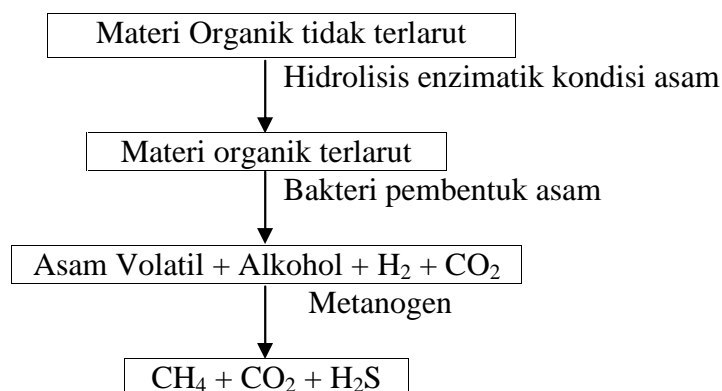 Materi Organik tidak terlarut
Hidrolisis enzimatik kondisi asam
Materi organik terlarut
Bakteri pembentuk asam
Asam Volatil + Alkohol + H₂ + CO₂
Metanogen
CH₄ + CO₂ + H₂S